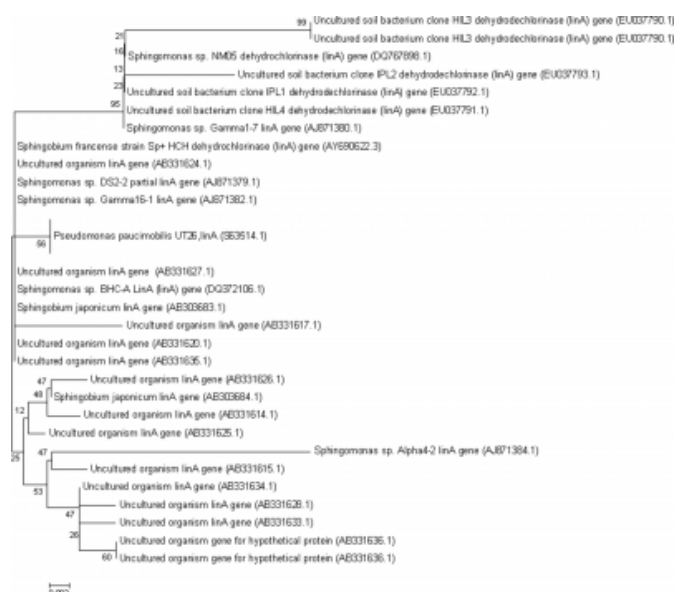 99
Uncultured soil bacterium clone HIL3 dehydrodechlorinase (linA) gene (EU037790.1)
21
Uncultured soil bacterium clone HIL3 dehydrodechlorinase (linA) gene (EU037790.1)
16
Sphingomonas sp. NM05 dehydrochlorinase (linA) gene (DQ767898.1)
13
Uncultured soil bacterium clone IPL2 dehydrodechlorinase (linA) gene (EU037793.1)
23
Uncultured soil bacterium clone IPL1 dehydrodechlorinase (linA) gene (EU037792.1)
95
Uncultured soil bacterium clone HIL4 dehydrodechlorinase (linA) gene (EU037791.1)
Sphingomonas sp. Gamma1-7 linA gene (AJ871380.1)
Sphingobium francense strain Sp+ HCH dehydrochlorinase (linA) gene (AY690622.3)
Uncultured organism linA gene (AB331624.1)
Sphingomonas sp. DS2-2 partial linA gene (AJ871379.1)
Sphingomonas sp. Gamma16-1 linA gene (AJ871382.1)
Pseudomonas paucimobilis UT26,linA (S63514.1)
56
Uncultured organism linA gene (AB331627.1)
Sphingomonas sp. BHC-A LinA (linA) gene (DQ372106.1)
Sphingobium japonicum linA gene (AB303683.1)
Uncultured organism linA gene (AB331617.1)
Uncultured organism linA gene (AB331620.1)
Uncultured organism linA gene (AB331635.1)
47
Uncultured organism linA gene (AB331626.1)
48
Sphingobium japonicum linA gene (AB303684.1)
12
Uncultured organism linA gene (AB331614.1)
Uncultured organism linA gene (AB331625.1)
25
47
Sphingomonas sp. Alpha4-2 linA gene (AJ871384.1)
Uncultured organism linA gene (AB331615.1)
53
Uncultured organism linA gene (AB331634.1)
Uncultured organism linA gene (AB331628.1)
47
Uncultured organism linA gene (AB331633.1)
26
Uncultured organism gene for hypothetical protein (AB331636.1)
60
Uncultured organism gene for hypothetical protein (AB331636.1)